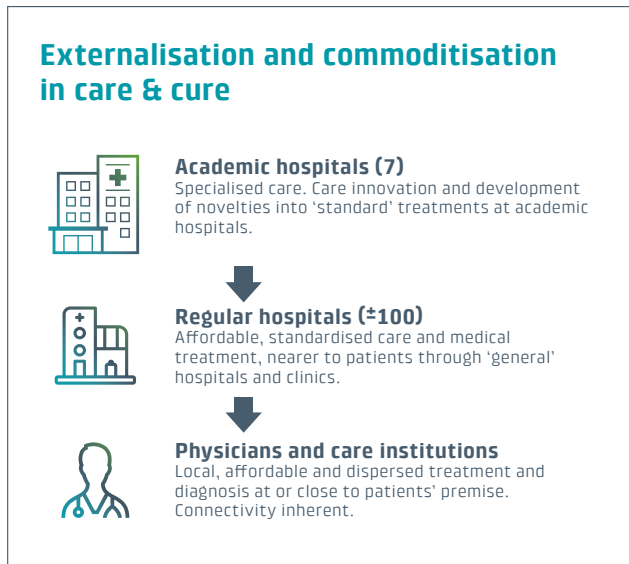 Externalisation and commoditisation
in care & cure
Academic hospitals (7)
Specialised care. Care innovation and development
of novelties into ‘standard’ treatments at academic
hospitals.
Regular hospitals (±100)
Affordable, standardised care and medical
treatment, nearer to patients through ‘general’
hospitals and clinics.
Physicians and care institutions
Local, affordable and dispersed treatment and
diagnosis at or close to patients’ premise.
Connectivity inherent.